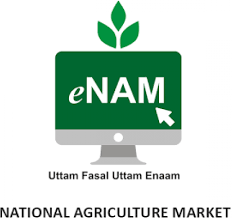 eNAM
Uttam Fasal Uttam Enaam
NATIONAL AGRICULTURE MARKET